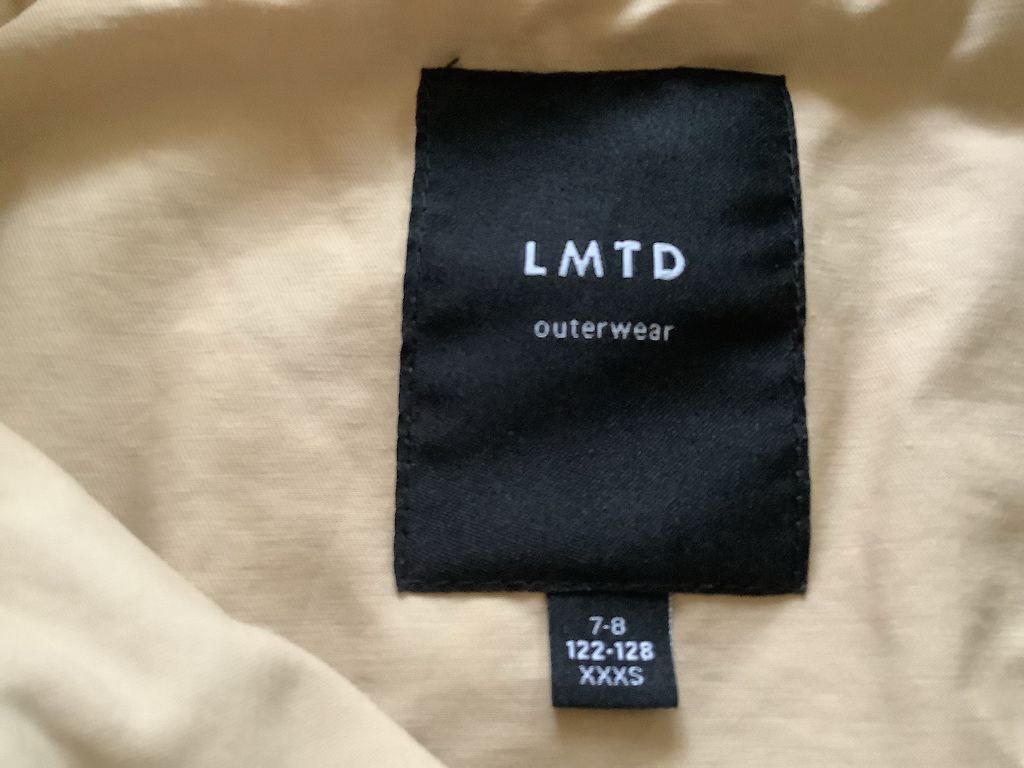 LMTD
outerwear
7-8
122-128
XXXS